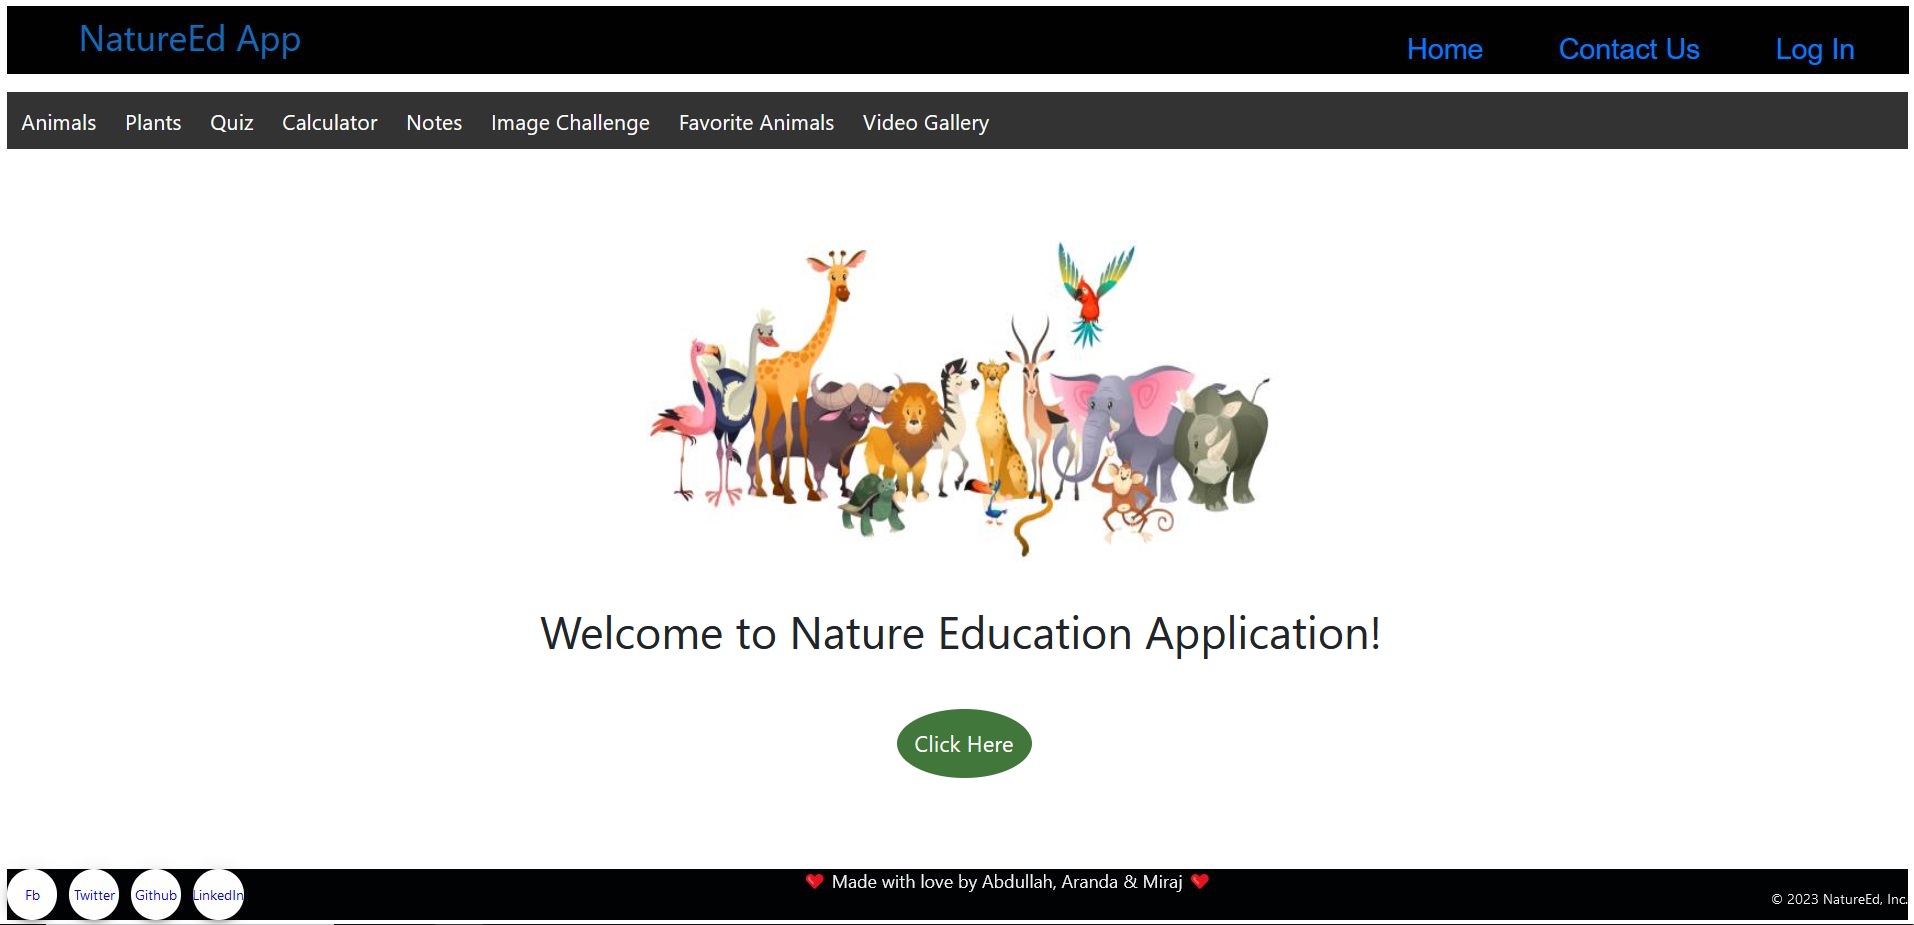 NatureEd App
Home Contact Us Log In
Animals Plants Quiz Calculator Notes Image Challenge Favorite Animals Video Gallery
Welcome to Nature Education Application!
Click Here
Fb Twitter Github LinkedIn
❤️ Made with love by Abdullah, Aranda & Miraj ❤️
© 2023 NatureEd, Inc.